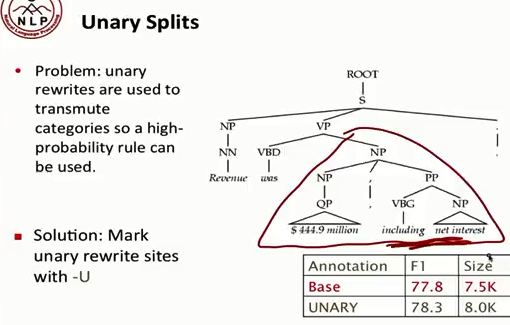 NLP
Natural Language Processing
Unary Splits
• Problem: unary
rewrites are used to
transmute
categories so a high-
probability rule can
be used.
■ Solution: Mark
unary rewrite sites
with -U
ROOT
S
NP VP
NN VBD NP
Revenue was NP , PP
QP VBG NP
$ 444.9 million including net interest
Annotation F1 Size
Base 77.8 7.5K
UNARY 78.3 8.0K